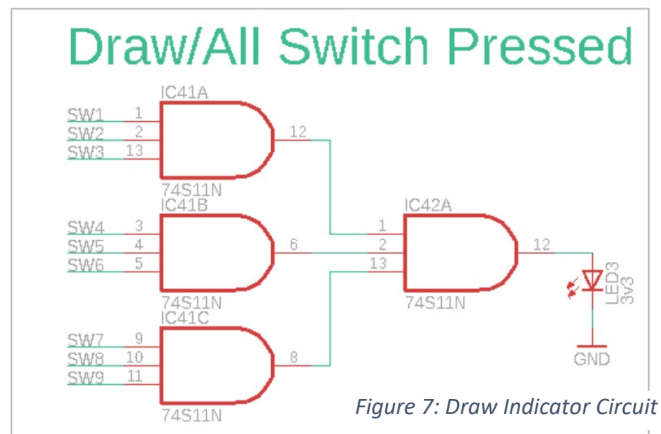 Draw/All Switch Pressed
IC41A
SW1 1
SW2 2
SW3 13
12
74S11N
IC41B
SW4 3
SW5 4
SW6 5
6
74S11N
IC41C
SW7 9
SW8 10
SW9 11
8
74S11N
IC42A
1
2
13
12
74S11N
LED3
3v3
GND
Figure 7: Draw Indicator Circuit